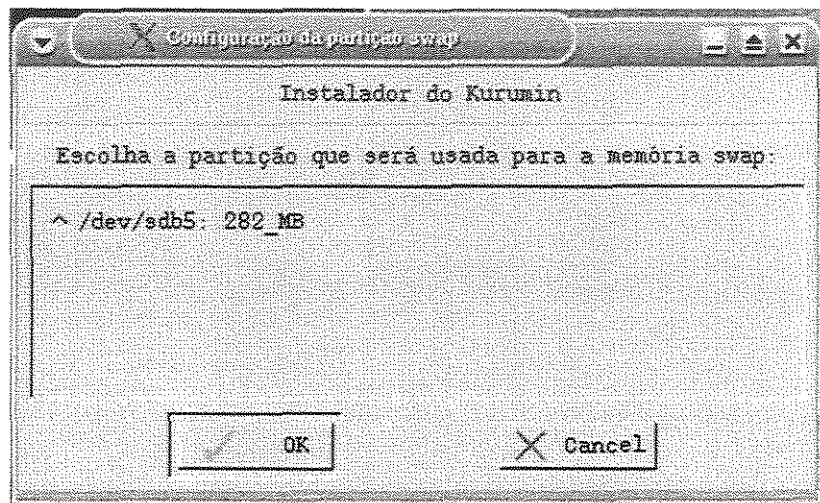 Configuração da partição swap
Instalador do Kurumin
Escolha a partição que será usada para a memória swap:
^ /dev/sdb5: 282_MB
OK
Cancel